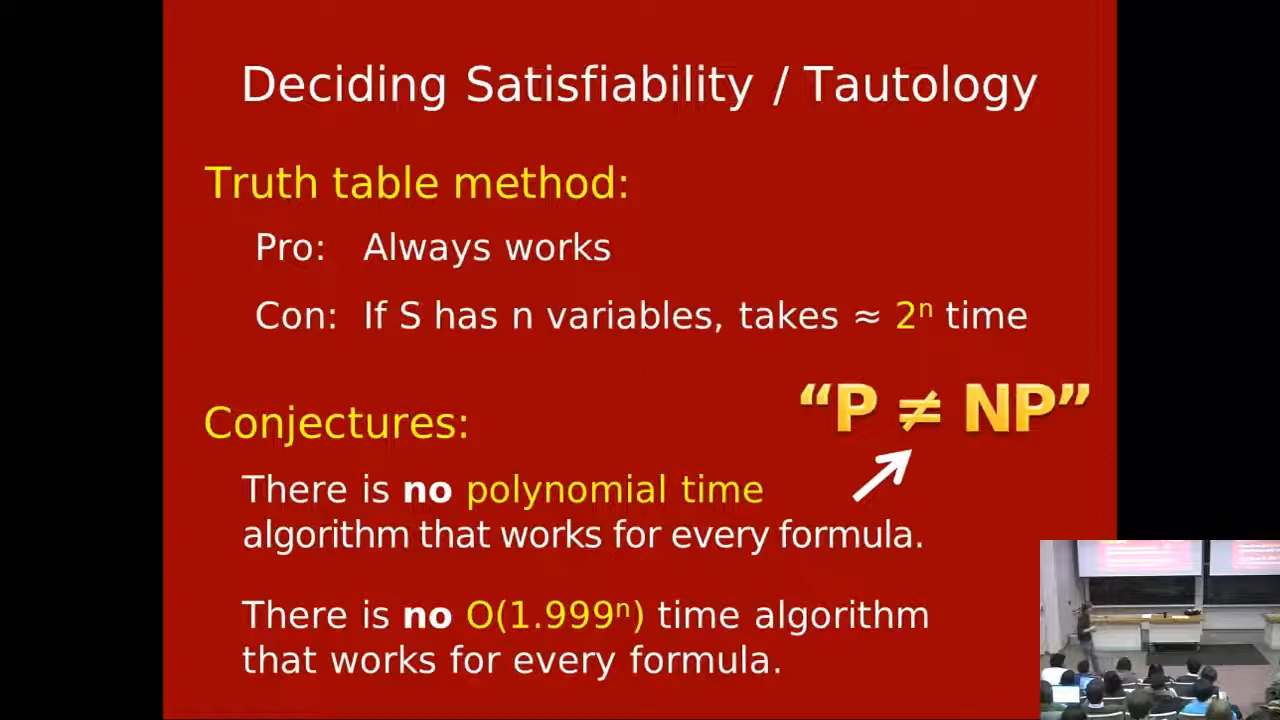 Deciding Satisfiability / Tautology
Truth table method:
Pro: Always works
Con: If S has n variables, takes ≈ 2ⁿ time
“P ≠ NP”
Conjectures:
There is no polynomial time
algorithm that works for every formula.
There is no O(1.999ⁿ) time algorithm
that works for every formula.